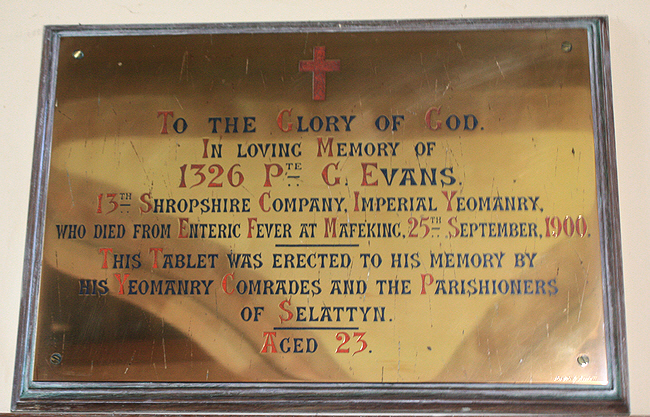 To the Glory of God.
In loving Memory of
1326 Pte G. Evans.
13th Shropshire Company, Imperial Yeomanry,
who died from Enteric Fever at Mafeking, 25th September, 1900.
This Tablet was erected to his memory by
his Yeomanry Comrades and the Parishioners
of Selattyn.
Aged 23.